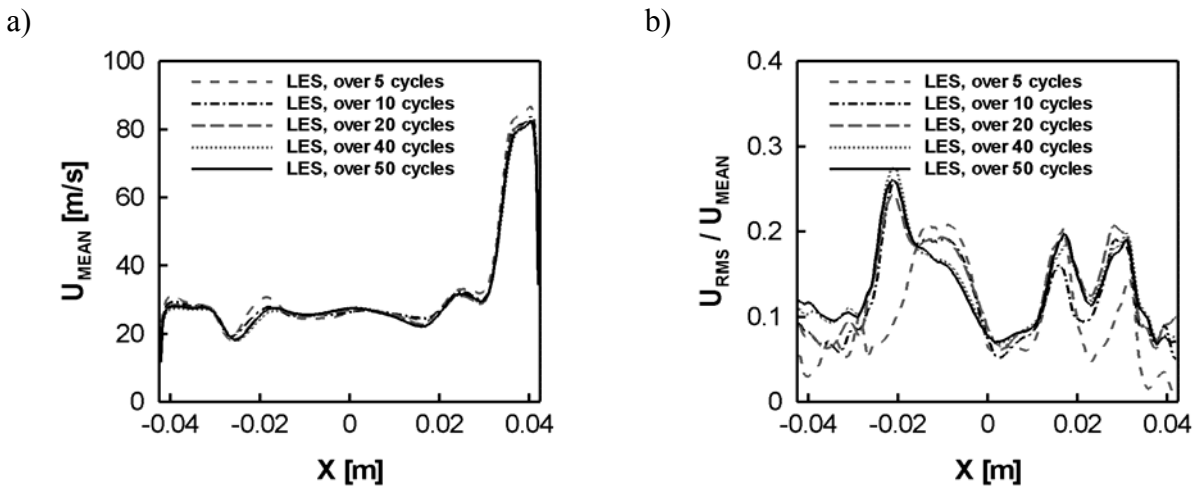 a)
U_MEAN [m/s]
100
80
60
40
20
0
LES, over 5 cycles
LES, over 10 cycles
LES, over 20 cycles
LES, over 40 cycles
LES, over 50 cycles
-0.04 -0.02 0 0.02 0.04
X [m]
b)
U_RMS / U_MEAN
0.4
0.3
0.2
0.1
0
LES, over 5 cycles
LES, over 10 cycles
LES, over 20 cycles
LES, over 40 cycles
LES, over 50 cycles
-0.04 -0.02 0 0.02 0.04
X [m]